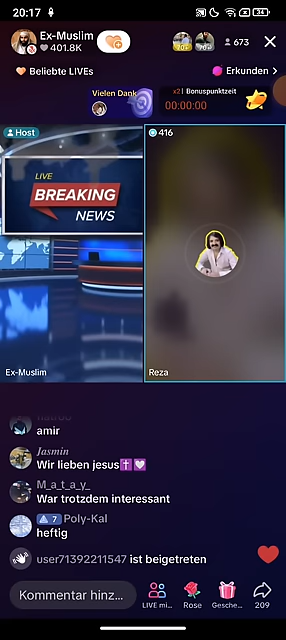 20:17
34
Ex-Muslim
401.8K
673
Beliebte LIVEs
Erkunden
Vielen Dank
x2 | Bonuspunktzeit
00:00:00
Host
416
LIVE
BREAKING
NEWS
Ex-Muslim
Reza
amir
Jasmin
Wir lieben jesus✝️🤍
M_a_t_a_y_
War trotzdem interessant
7 Poly-Kal
heftig
user71392211547 ist beigetreten
Kommentar hinz...
LIVE mi...
Rose
Gesche...
209